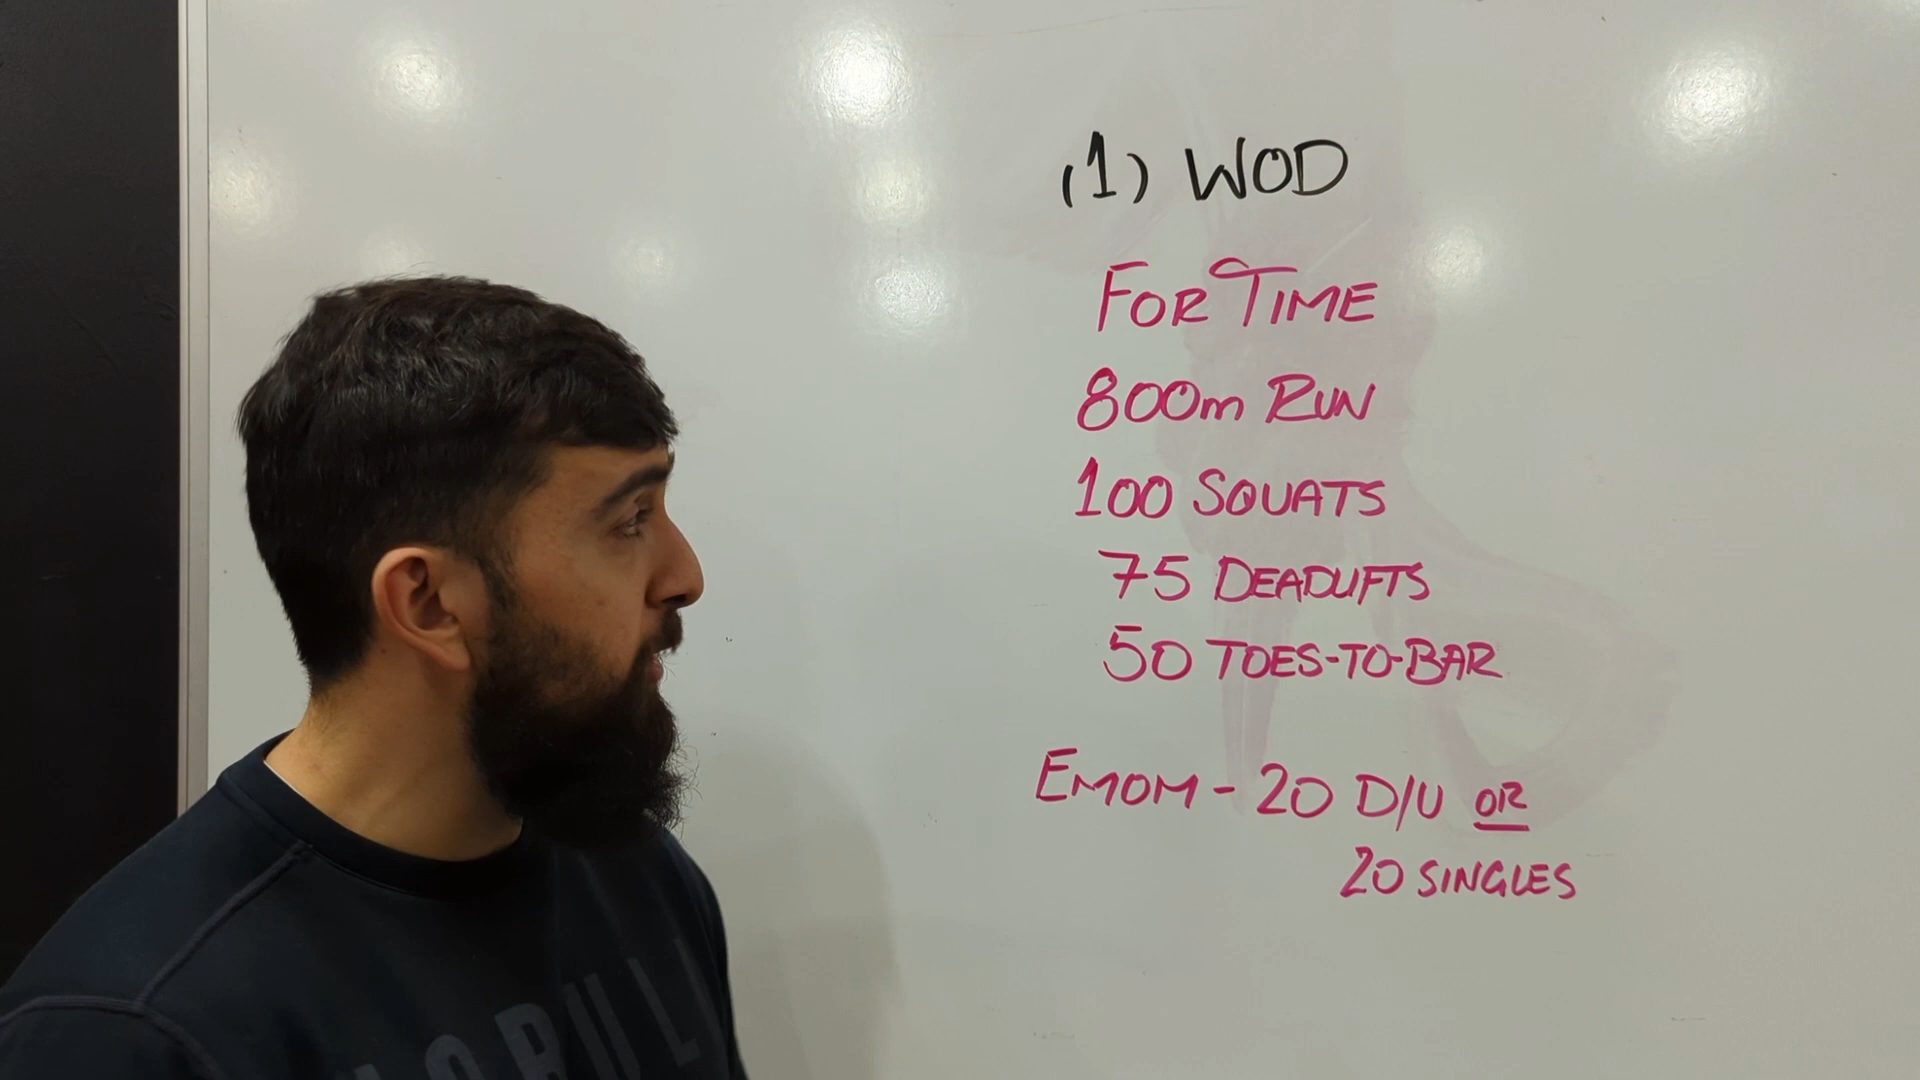 (1) WOD
FOR TIME
800m RUN
100 SQUATS
75 DEADLIFTS
50 TOES-TO-BAR
EMOM - 20 D/U OR
20 SINGLES
NOBULL